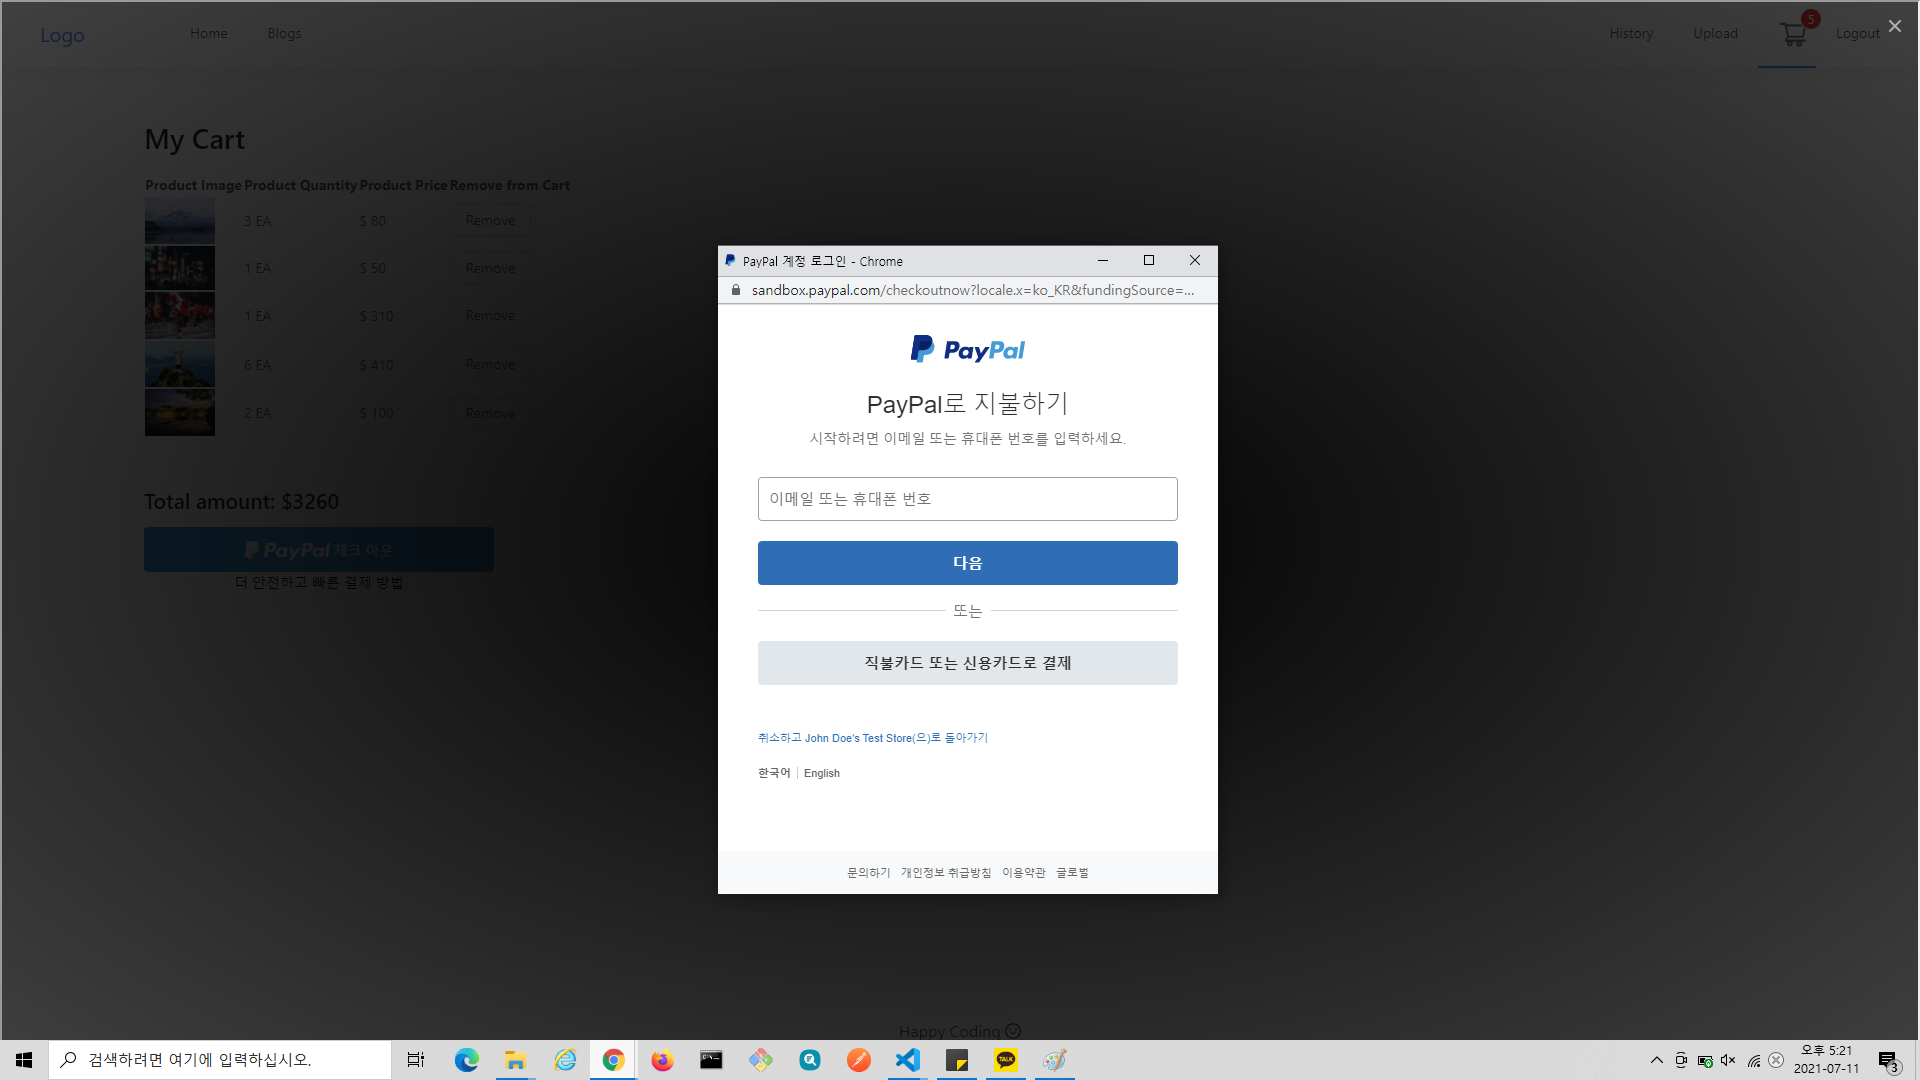 Logo
Home
Blogs
History
Upload
5
Logout
My Cart
Product Image Product Quantity Product Price Remove from Cart
3 EA $ 80 Remove
1 EA $ 50 Remove
1 EA $ 310 Remove
6 EA $ 410 Remove
2 EA $ 100 Remove
Total amount: $3260
PayPal 체크 아웃
더 안전하고 빠른 결제 방법
PayPal 계정 로그인 - Chrome
sandbox.paypal.com/checkoutnow?locale.x=ko_KR&fundingSource=...
PayPal
PayPal로 지불하기
시작하려면 이메일 또는 휴대폰 번호를 입력하세요.
이메일 또는 휴대폰 번호
다음
또는
직불카드 또는 신용카드로 결제
취소하고 John Doe's Test Store(으)로 돌아가기
한국어 | English
문의하기 개인정보 취급방침 이용약관 글로벌
Happy Coding
검색하려면 여기에 입력하십시오.
TALK
오후 5:21
2021-07-11
3